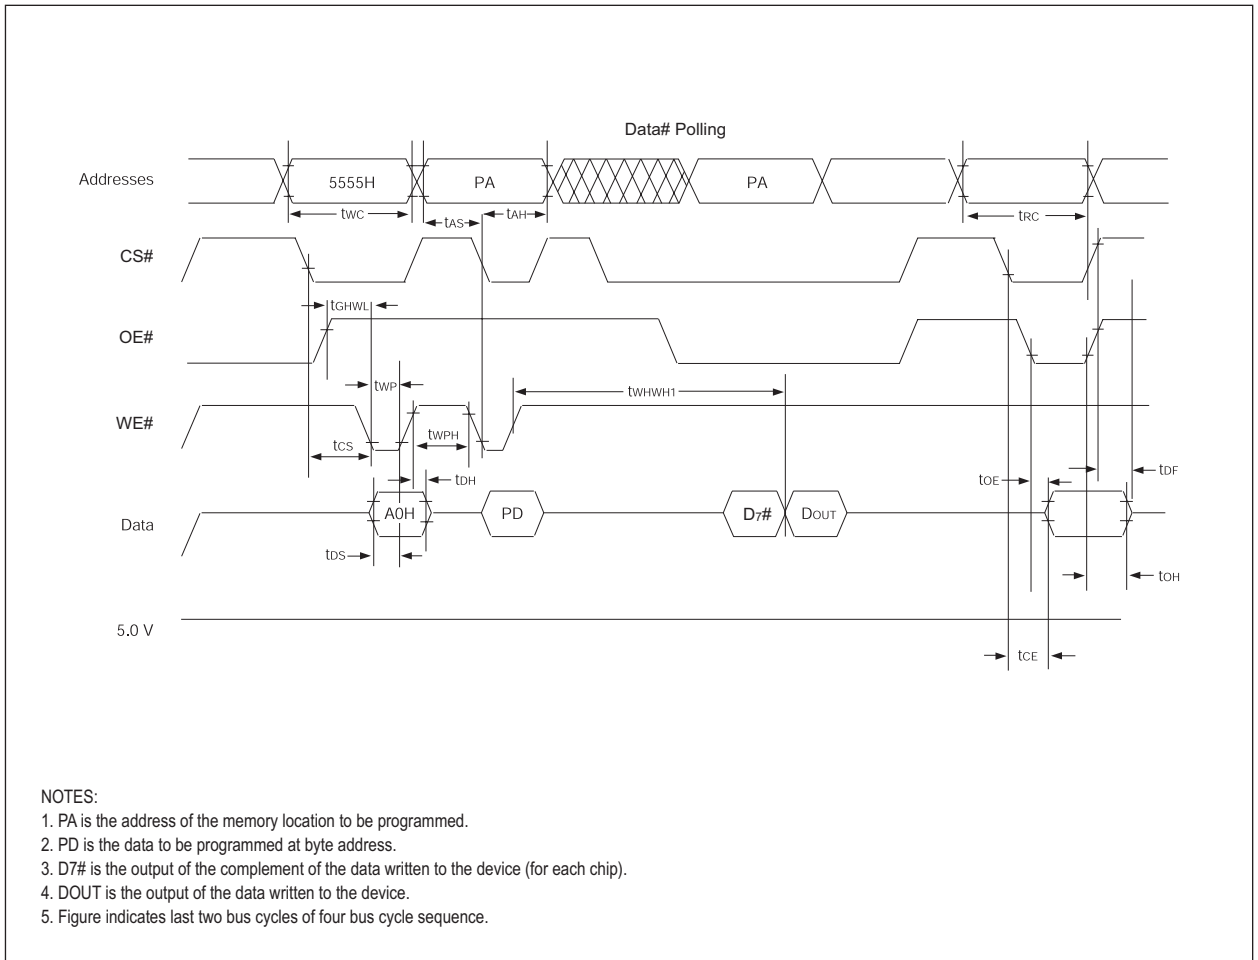 Data# Polling
Addresses 5555H PA PA
tWC tAS tAH tRC
CS#
tGHWL
OE#
tWP tWHWH1
WE#
tCS tWPH
tDH tOE tDF
Data A0H PD D7# DOUT
tDS tOH
5.0 V
tCE
NOTES:
1. PA is the address of the memory location to be programmed.
2. PD is the data to be programmed at byte address.
3. D7# is the output of the complement of the data written to the device (for each chip).
4. DOUT is the output of the data written to the device.
5. Figure indicates last two bus cycles of four bus cycle sequence.